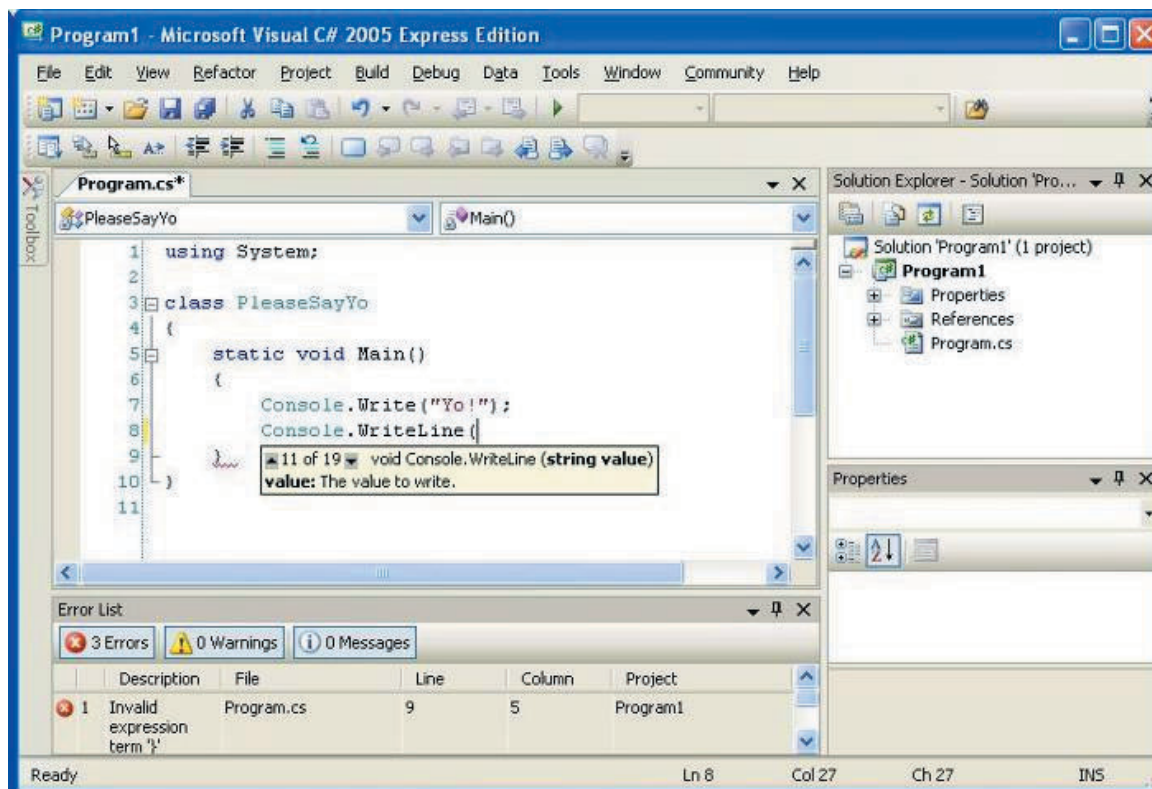 Program1 - Microsoft Visual C# 2005 Express Edition
File Edit View Refactor Project Build Debug Data Tools Window Community Help
Toolbox
Program.cs*
PleaseSayYo Main()
1 using System;
2
3 class PleaseSayYo
4 {
5 static void Main()
6 {
7 Console.Write("Yo!");
8 Console.WriteLine(
9 }
11 of 19 void Console.WriteLine (string value)
value: The value to write.
10 }
11
Error List
3 Errors 0 Warnings 0 Messages
Description File Line Column Project
1 Invalid expression term '}' Program.cs 9 5 Program1
Solution Explorer - Solution 'Pro...
Solution 'Program1' (1 project)
Program1
Properties
References
Program.cs
Properties
Ready Ln 8 Col 27 Ch 27 INS